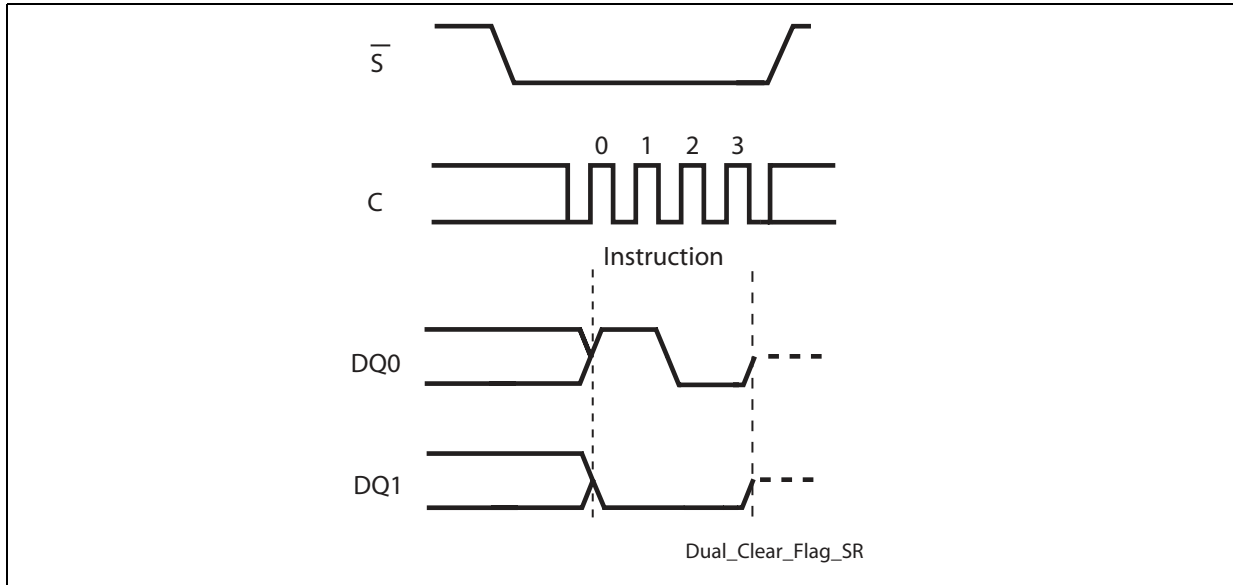 S̅
0 1 2 3
C
Instruction
DQ0
DQ1
Dual_Clear_Flag_SR